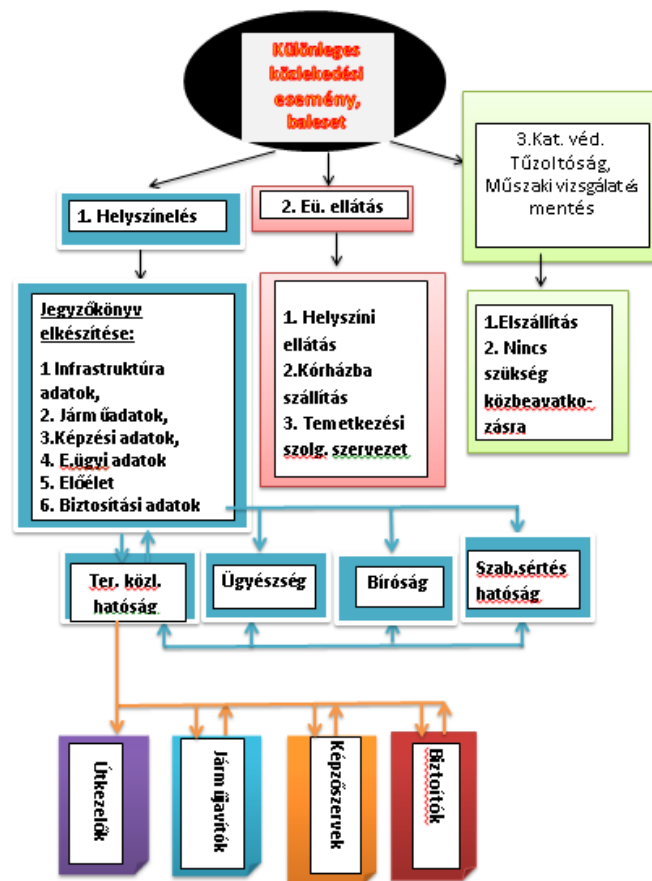 Különleges
közlekedési
esemény,
baleset
1. Helyszínelés
2. Eü. ellátás
3.Kat. véd.
Tűzoltóság,
Műszaki vizsgálat és
mentés
Jegyzőkönyv
elkészítése:
1 Infrastruktúra
adatok,
2. Járműadatok,
3.Képzési adatok,
4. E.ügyi adatok
5. Előélet
6. Biztosítási adatok
1. Helyszíni
ellátás
2.Kórházba
szállítás
3. Temetkezési
szolg. szervezet
1.Elszállítás
2. Nincs
szükség
közbeavatko-
zásra
Ter. közl.
hatóság
Ügyészség
Bíróság
Szab.sértés
hatóság
Útkezelők
Járműjavítók
Képzőszervek
Biztoítók